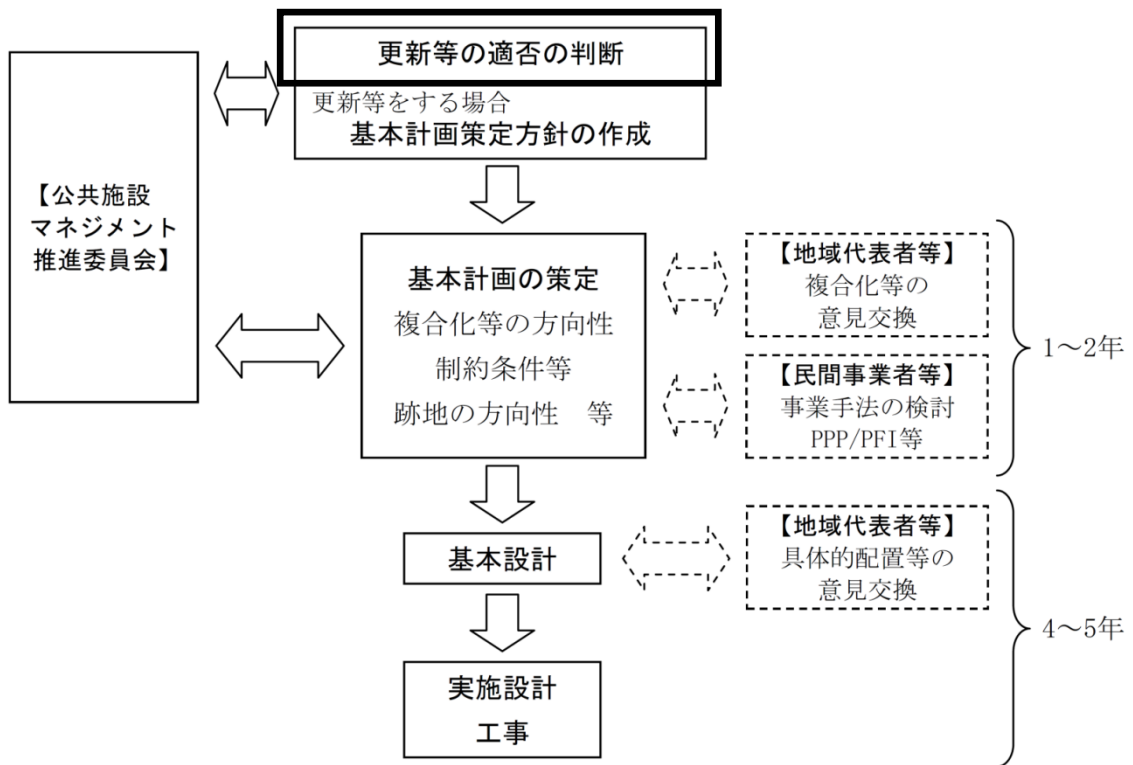 更新等の適否の判断
更新等をする場合
基本計画策定方針の作成
【公共施設
マネジメント
推進委員会】
基本計画の策定
複合化等の方向性
制約条件等
跡地の方向性　等
【地域代表者等】
複合化等の
意見交換
【民間事業者等】
事業手法の検討
PPP/PFI等
1～2年
基本設計
【地域代表者等】
具体的配置等の
意見交換
4～5年
実施設計
工事